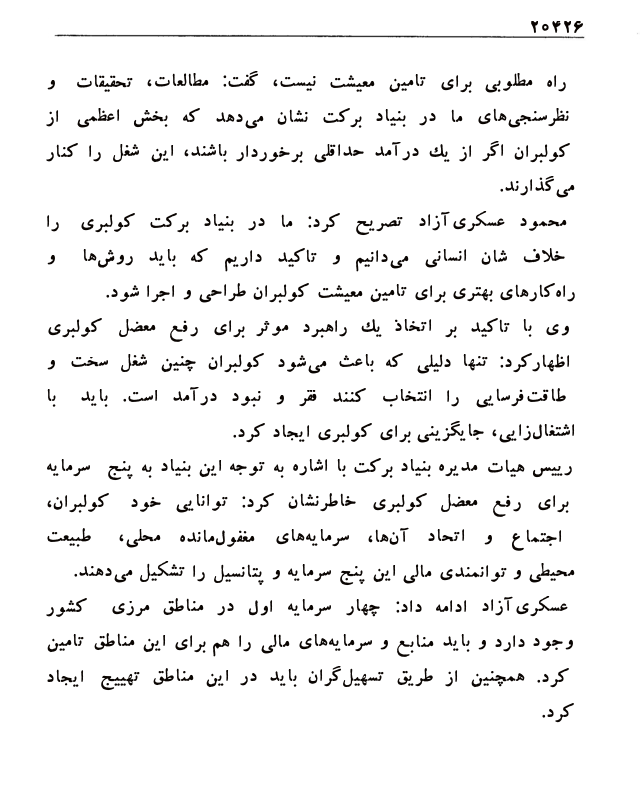 ۲۰۴۲۶
راه مطلوبی برای تامین معیشت نیست، گفت: مطالعات، تحقیقات و
نظرسنجی‌های ما در بنیاد برکت نشان می‌دهد که بخش اعظمی از
کولبران اگر از یك درآمد حداقلی برخوردار باشند، این شغل را کنار
می‌گذارند.
محمود عسکری‌آزاد تصریح کرد: ما در بنیاد برکت کولبری را
خلاف شان انسانی می‌دانیم و تاکید داریم که باید روش‌ها و
راه‌کارهای بهتری برای تامین معیشت کولبران طراحی و اجرا شود.
وی با تاکید بر اتخاذ یك راهبرد موثر برای رفع معضل کولبری
اظهارکرد: تنها دلیلی که باعث می‌شود کولبران چنین شغل سخت و
طاقت‌فرسایی را انتخاب کنند فقر و نبود درآمد است. باید با
اشتغال‌زایی، جایگزینی برای کولبری ایجاد کرد.
رییس هیات مدیره بنیاد برکت با اشاره به توجه این بنیاد به پنج سرمایه
برای رفع معضل کولبری خاطرنشان کرد: توانایی خود کولبران،
اجتماع و اتحاد آن‌ها، سرمایه‌های مغفول‌مانده محلی، طبیعت
محیطی و توانمندی مالی این پنج سرمایه و پتانسیل را تشکیل می‌دهند.
عسکری‌آزاد ادامه داد: چهار سرمایه اول در مناطق مرزی کشور
وجود دارد و باید منابع و سرمایه‌های مالی را هم برای این مناطق تامین
کرد. همچنین از طریق تسهیل‌گران باید در این مناطق تهییج ایجاد
کرد.